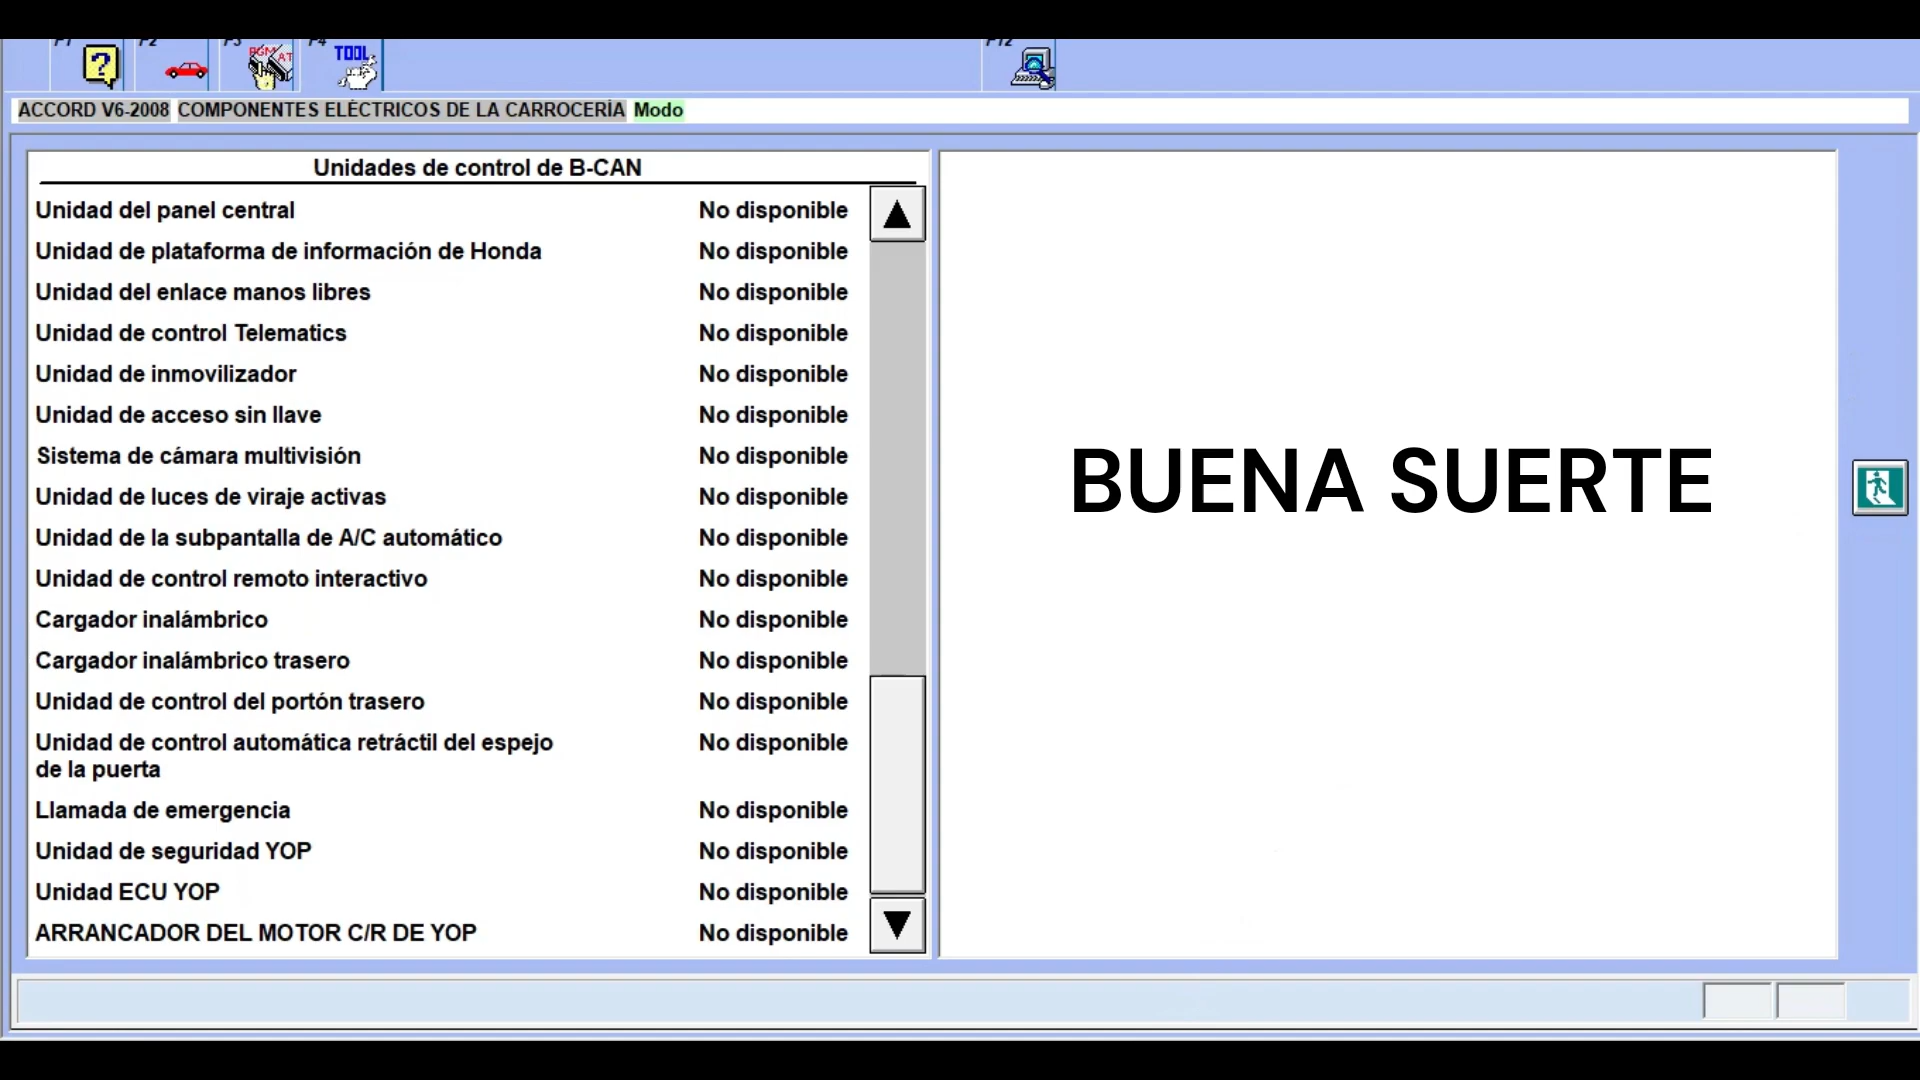 F1 F2 F3 F4 F12
? PGM AT TOOL
ACCORD V6-2008 COMPONENTES ELÉCTRICOS DE LA CARROCERÍA Modo
Unidades de control de B-CAN
Unidad del panel central No disponible
Unidad de plataforma de información de Honda No disponible
Unidad del enlace manos libres No disponible
Unidad de control Telematics No disponible
Unidad de inmovilizador No disponible
Unidad de acceso sin llave No disponible
Sistema de cámara multivisión No disponible
Unidad de luces de viraje activas No disponible
Unidad de la subpantalla de A/C automático No disponible
Unidad de control remoto interactivo No disponible
Cargador inalámbrico No disponible
Cargador inalámbrico trasero No disponible
Unidad de control del portón trasero No disponible
Unidad de control automática retráctil del espejo No disponible
de la puerta
Llamada de emergencia No disponible
Unidad de seguridad YOP No disponible
Unidad ECU YOP No disponible
ARRANCADOR DEL MOTOR C/R DE YOP No disponible
BUENA SUERTE